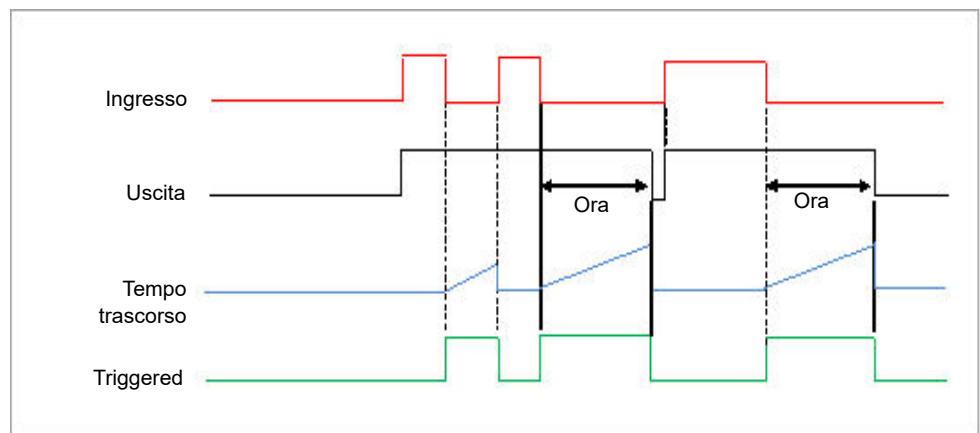 Ingresso
Uscita
Ora
Ora
Tempo
trascorso
Triggered